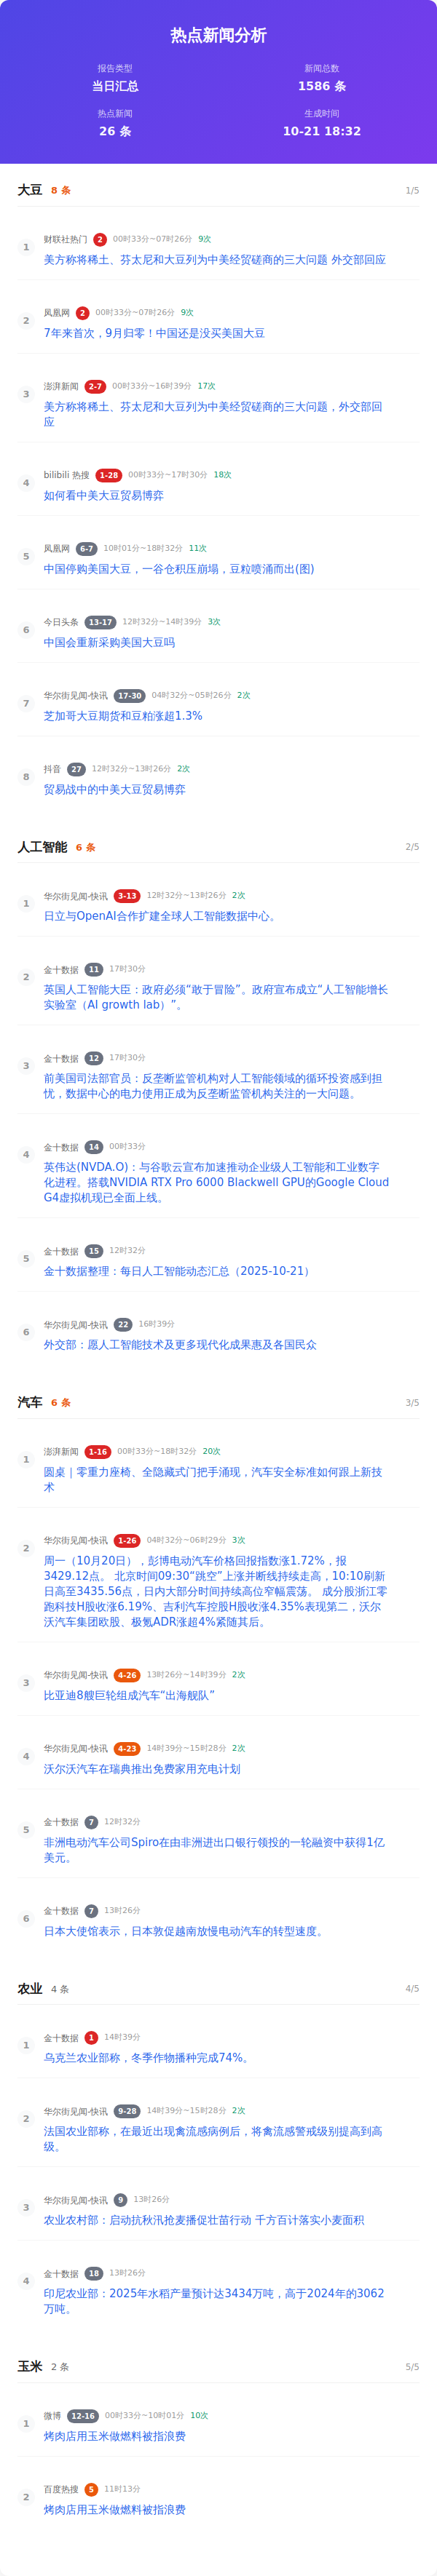 热点新闻分析
报告类型
新闻总数
当日汇总
1586 条
热点新闻
生成时间
26 条
10-21 18:32
大豆 8 条 1/5
1
财联社热门 2 00时33分~07时26分 9次
美方称将稀土、芬太尼和大豆列为中美经贸磋商的三大问题 外交部回应
2
凤凰网 2 00时33分~07时26分 9次
7年来首次，9月归零！中国还是没买美国大豆
3
澎湃新闻 2-7 00时33分~16时39分 17次
美方称将稀土、芬太尼和大豆列为中美经贸磋商的三大问题，外交部回
应
4
bilibili 热搜 1-28 00时33分~17时30分 18次
如何看中美大豆贸易博弈
5
凤凰网 6-7 10时01分~18时32分 11次
中国停购美国大豆，一谷仓积压崩塌，豆粒喷涌而出(图)
6
今日头条 13-17 12时32分~14时39分 3次
中国会重新采购美国大豆吗
7
华尔街见闻-快讯 17-30 04时32分~05时26分 2次
芝加哥大豆期货和豆粕涨超1.3%
8
抖音 27 12时32分~13时26分 2次
贸易战中的中美大豆贸易博弈
人工智能 6 条 2/5
1
华尔街见闻-快讯 3-13 12时32分~13时26分 2次
日立与OpenAI合作扩建全球人工智能数据中心。
2
金十数据 11 17时30分
英国人工智能大臣：政府必须“敢于冒险”。政府宣布成立“人工智能增长
实验室（AI growth lab）”。
3
金十数据 12 17时30分
前美国司法部官员：反垄断监管机构对人工智能领域的循环投资感到担
忧，数据中心的电力使用正成为反垄断监管机构关注的一大问题。
4
金十数据 14 00时33分
英伟达(NVDA.O)：与谷歌云宣布加速推动企业级人工智能和工业数字
化进程。搭载NVIDIA RTX Pro 6000 Blackwell GPU的Google Cloud
G4虚拟机现已全面上线。
5
金十数据 15 12时32分
金十数据整理：每日人工智能动态汇总（2025-10-21）
6
华尔街见闻-快讯 22 16时39分
外交部：愿人工智能技术及更多现代化成果惠及各国民众
汽车 6 条 3/5
1
澎湃新闻 1-16 00时33分~18时32分 20次
圆桌｜零重力座椅、全隐藏式门把手涌现，汽车安全标准如何跟上新技
术
2
华尔街见闻-快讯 1-26 04时32分~06时29分 3次
周一（10月20日），彭博电动汽车价格回报指数涨1.72%，报
3429.12点。 北京时间09:30“跳空”上涨并断线持续走高，10:10刷新
日高至3435.56点，日内大部分时间持续高位窄幅震荡。 成分股浙江零
跑科技H股收涨6.19%、吉利汽车控股H股收涨4.35%表现第二，沃尔
沃汽车集团欧股、极氪ADR涨超4%紧随其后。
3
华尔街见闻-快讯 4-26 13时26分~14时39分 2次
比亚迪8艘巨轮组成汽车“出海舰队”
4
华尔街见闻-快讯 4-23 14时39分~15时28分 2次
沃尔沃汽车在瑞典推出免费家用充电计划
5
金十数据 7 12时32分
非洲电动汽车公司Spiro在由非洲进出口银行领投的一轮融资中获得1亿
美元。
6
金十数据 7 13时26分
日本大使馆表示，日本敦促越南放慢电动汽车的转型速度。
农业 4 条 4/5
1
金十数据 1 14时39分
乌克兰农业部称，冬季作物播种完成74%。
2
华尔街见闻-快讯 9-28 14时39分~15时28分 2次
法国农业部称，在最近出现禽流感病例后，将禽流感警戒级别提高到高
级。
3
华尔街见闻-快讯 9 13时26分
农业农村部：启动抗秋汛抢麦播促壮苗行动 千方百计落实小麦面积
4
金十数据 18 13时26分
印尼农业部：2025年水稻产量预计达3434万吨，高于2024年的3062
万吨。
玉米 2 条 5/5
1
微博 12-16 00时33分~10时01分 10次
烤肉店用玉米做燃料被指浪费
2
百度热搜 5 11时13分
烤肉店用玉米做燃料被指浪费